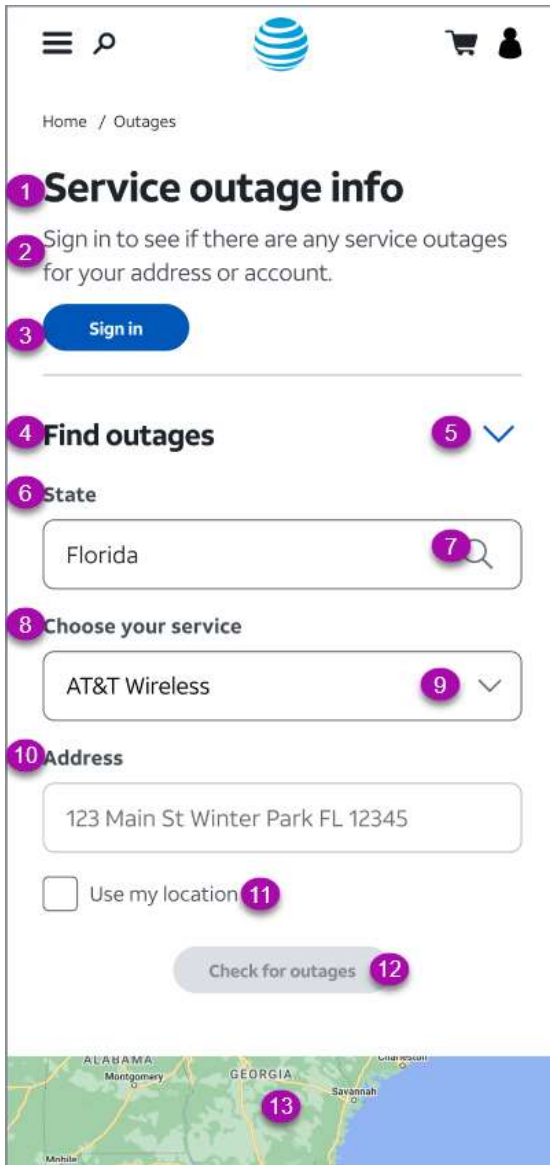 Home / Outages
1 Service outage info
2 Sign in to see if there are any service outages
for your address or account.
3 Sign in
4 Find outages 5
6 State
Florida 7
8 Choose your service
AT&T Wireless 9
10 Address
123 Main St Winter Park FL 12345
Use my location 11
Check for outages 12
ALABAMA
Charleston
Montgomery
GEORGIA
Savannah
13
Mobile